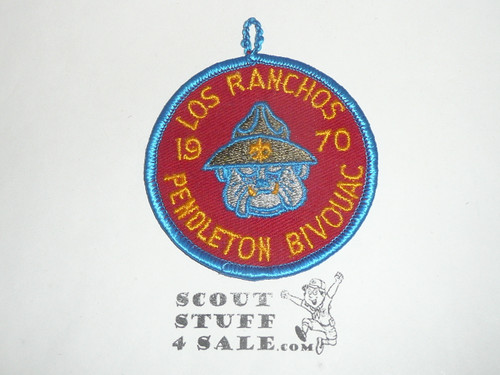 LOS RANCHOS
19 70
PENDLETON BIVOUAC
SCOUT
STUFF
4 SALE.COM